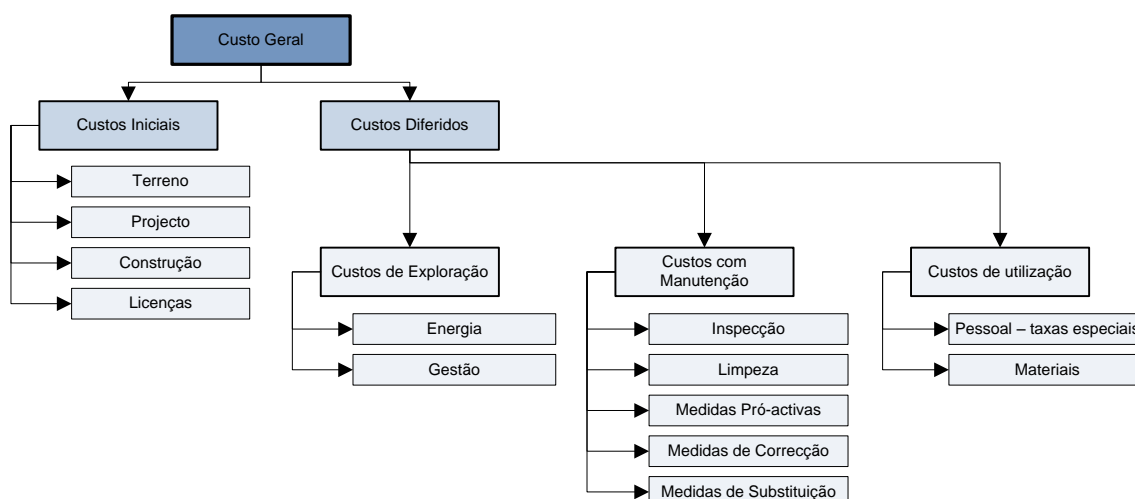 Custo Geral
Custos Iniciais
Custos Diferidos
Terreno
Projecto
Construção
Licenças
Custos de Exploração
Energia
Gestão
Custos com
Manutenção
Inspecção
Limpeza
Medidas Pró-activas
Medidas de Correcção
Medidas de Substituição
Custos de utilização
Pessoal – taxas especiais
Materiais